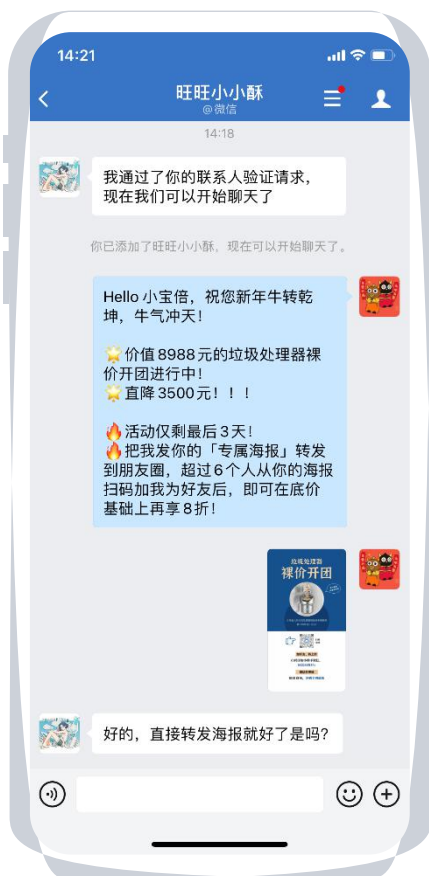 14:21
旺旺小小酥
@微信
14:18
我通过了你的联系人验证请求，
现在我们可以开始聊天了
你已添加了旺旺小小酥，现在可以开始聊天了。
Hello 小宝倍，祝您新年牛转乾
坤，牛气冲天！
🌟价值8988元的垃圾处理器裸
价开团进行中！
🌟直降3500元！！！
🔥活动仅剩最后3天！
🔥把我发你的「专属海报」转发
到朋友圈，超过6个人从你的海报
扫码加我为好友后，即可在底价
基础上再享8折！
垃圾处理器
裸价开团
好的，直接转发海报就好了是吗？